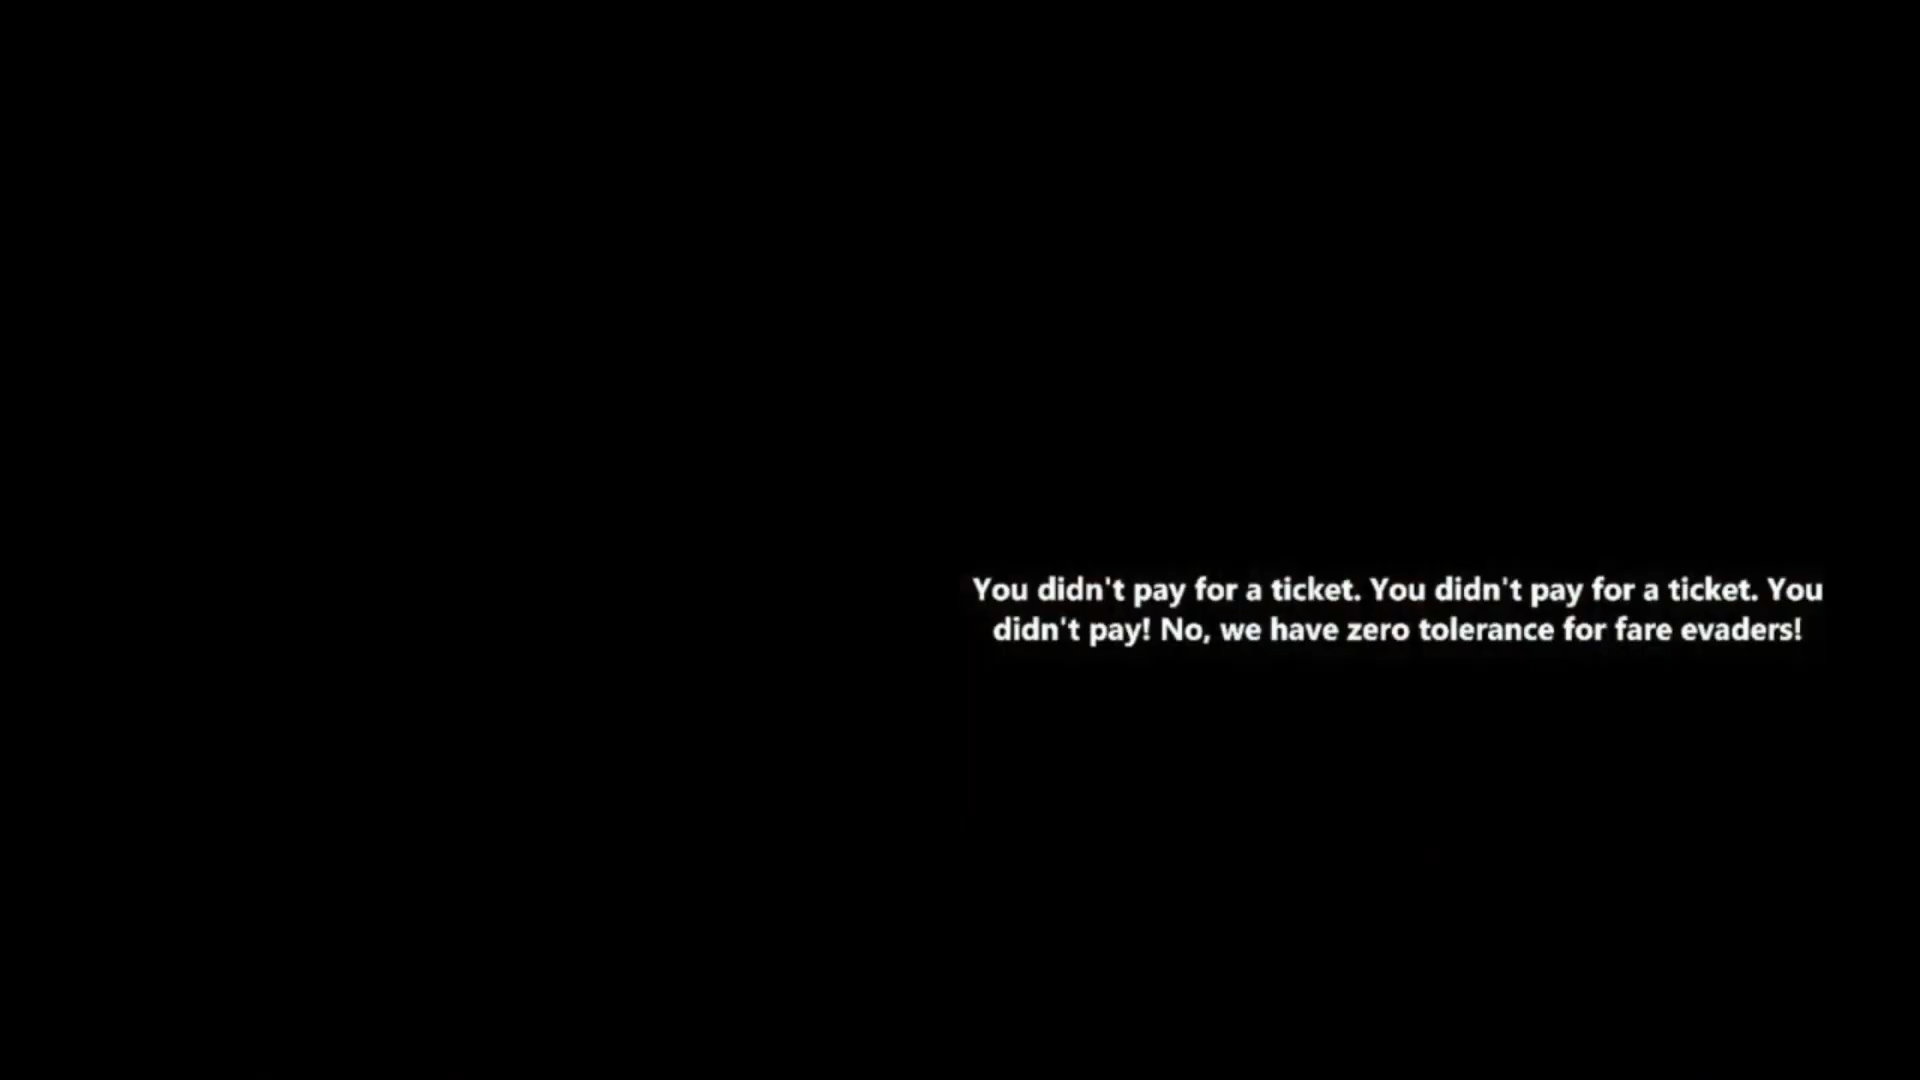 You didn't pay for a ticket. You didn't pay for a ticket. You
didn't pay! No, we have zero tolerance for fare evaders!